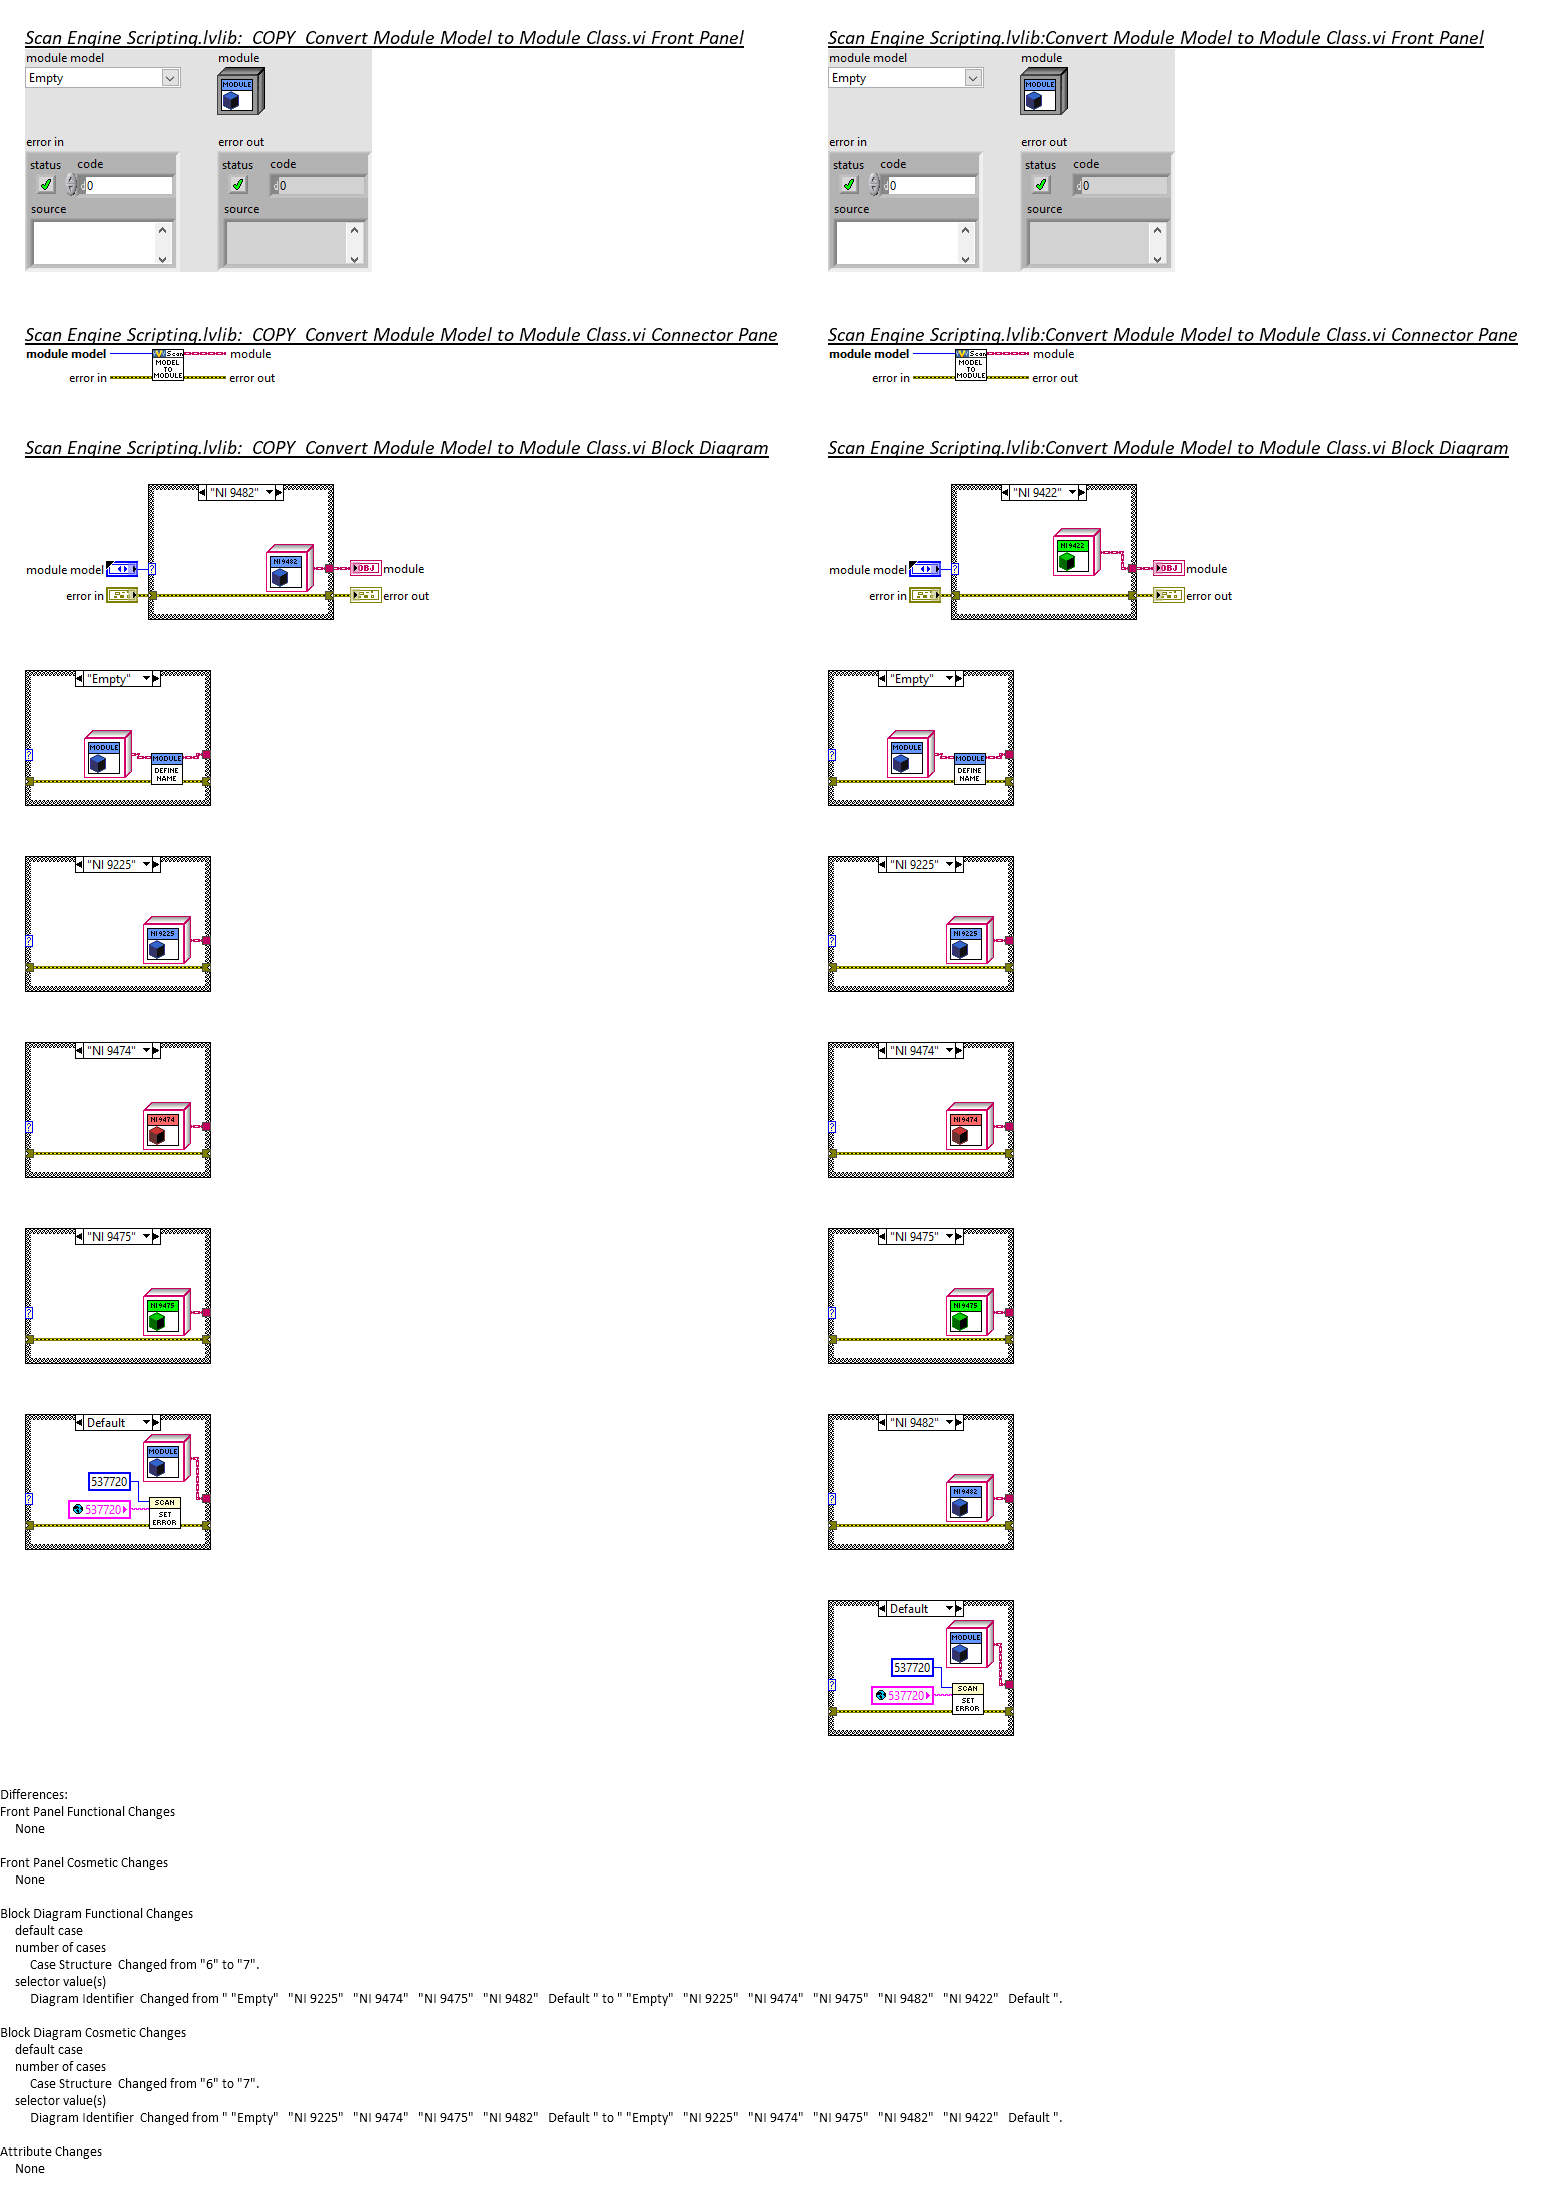 Scan Engine Scripting.lvlib:  COPY  Convert Module Model to Module Class.vi Front Panel
module model
module
Empty
MODULE
error in
error out
status
code
status
code
0
d 0
source
source
Scan Engine Scripting.lvlib:Convert Module Model to Module Class.vi Front Panel
module model
module
Empty
MODULE
error in
error out
status
code
status
code
0
d 0
source
source
Scan Engine Scripting.lvlib:  COPY  Convert Module Model to Module Class.vi Connector Pane
module model
Scan
MODEL
TO
MODULE
module
error in
error out
Scan Engine Scripting.lvlib:Convert Module Model to Module Class.vi Connector Pane
module model
Scan
MODEL
TO
MODULE
module
error in
error out
Scan Engine Scripting.lvlib:  COPY  Convert Module Model to Module Class.vi Block Diagram
"NI 9482"
NI 9482
module model
?
OBJ
module
error in
error out
"Empty"
MODULE
MODULE
DEFINE
NAME
?
"NI 9225"
NI 9225
?
"NI 9474"
NI 9474
?
"NI 9475"
NI 9475
?
Default
MODULE
537720
?
537720
SCAN
SET
ERROR
Scan Engine Scripting.lvlib:Convert Module Model to Module Class.vi Block Diagram
"NI 9422"
NI 9422
module model
?
OBJ
module
error in
error out
"Empty"
MODULE
MODULE
DEFINE
NAME
?
"NI 9225"
NI 9225
?
"NI 9474"
NI 9474
?
"NI 9475"
NI 9475
?
"NI 9482"
NI 9482
?
Default
MODULE
537720
?
537720
SCAN
SET
ERROR
Differences:
Front Panel Functional Changes
None
Front Panel Cosmetic Changes
None
Block Diagram Functional Changes
default case
number of cases
Case Structure  Changed from "6" to "7".
selector value(s)
Diagram Identifier  Changed from " "Empty"   "NI 9225"   "NI 9474"   "NI 9475"   "NI 9482"   Default " to " "Empty"   "NI 9225"   "NI 9474"   "NI 9475"   "NI 9482"   "NI 9422"   Default ".
Block Diagram Cosmetic Changes
default case
number of cases
Case Structure  Changed from "6" to "7".
selector value(s)
Diagram Identifier  Changed from " "Empty"   "NI 9225"   "NI 9474"   "NI 9475"   "NI 9482"   Default " to " "Empty"   "NI 9225"   "NI 9474"   "NI 9475"   "NI 9482"   "NI 9422"   Default ".
Attribute Changes
None